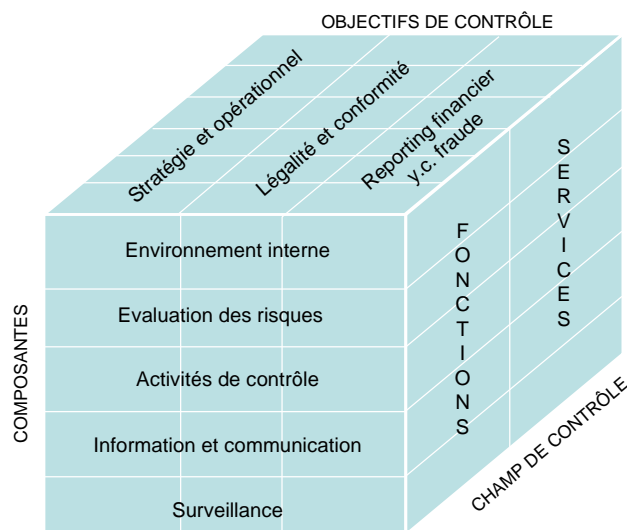 OBJECTIFS DE CONTRÔLE
Stratégie et opérationnel
Légalité et conformité
Reporting financier
y.c. fraude
COMPOSANTES
Environnement interne
Evaluation des risques
Activités de contrôle
Information et communication
Surveillance
FONCTIONS
SERVICES
CHAMP DE CONTRÔLE